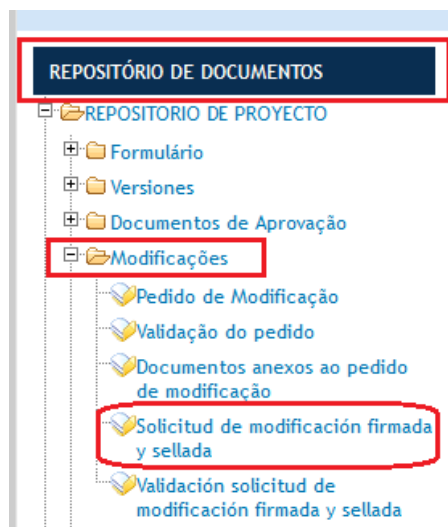 REPOSITÓRIO DE DOCUMENTOS
REPOSITORIO DE PROYECTO
Formulário
Versiones
Documentos de Aprovação
Modificações
Pedido de Modificação
Validação do pedido
Documentos anexos ao pedido
de modificação
Solicitud de modificación firmada
y sellada
Validación solicitud de
modificación firmada y sellada